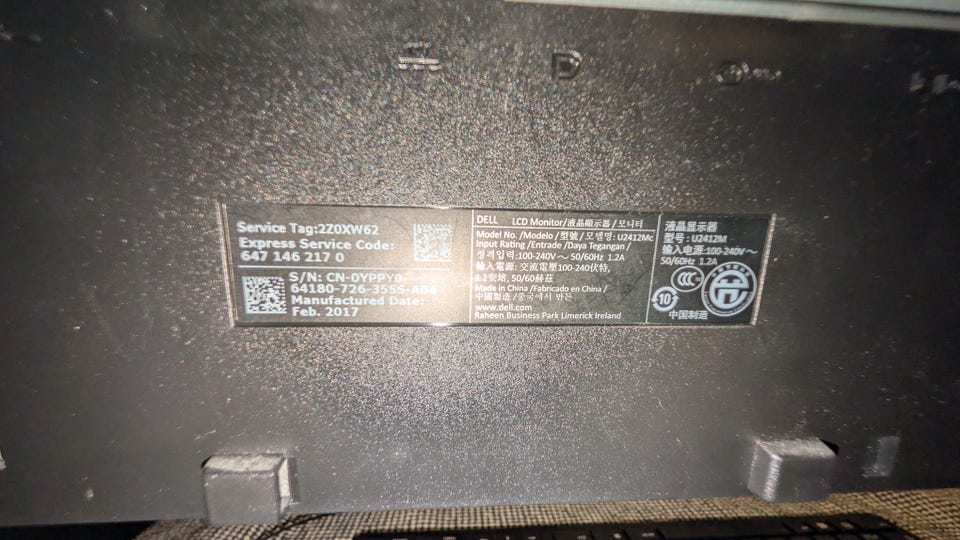 Service Tag:2Z0XW62
Express Service Code:
647 146 217 0
S/N: CN-0YPPY0-
64180-726-355S-A04
Manufactured Date:
Feb. 2017
DELL LCD Monitor/液晶顯示器 / 모니터
Model No. /Modelo /型號/ 모델명: U2412Mc
Input Rating /Entrade /Daya Tegangan /
정격입력:100-240V～ 50/60Hz 1.2A
輸入電源: 交流電壓100-240伏特,
1.2安培, 50/60赫茲
Made in China /Fabricado en China /
中國製造 /중국에서 만든
www.dell.com
Raheen Business Park Limerick Ireland
液晶显示器
型号: U2412M
输入电源:100-240V～
50/60Hz 1.2A
CCC
10
中国制造